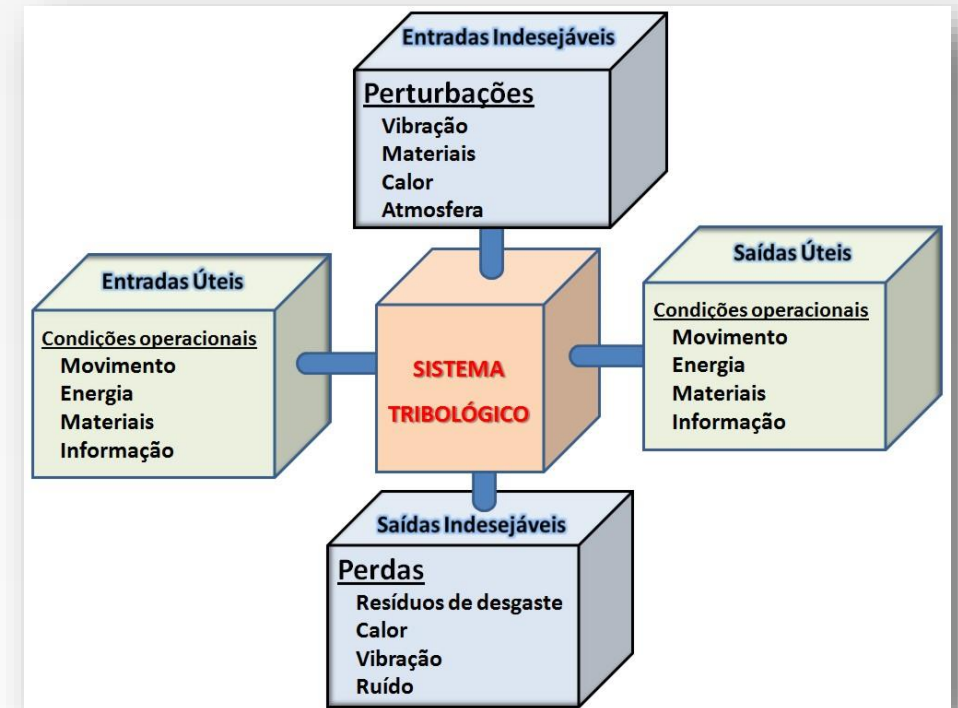 Entradas Indesejáveis
Perturbações
Vibração
Materiais
Calor
Atmosfera
Entradas Úteis
Condições operacionais
Movimento
Energia
Materiais
Informação
SISTEMA
TRIBOLÓGICO
Saídas Úteis
Condições operacionais
Movimento
Energia
Materiais
Informação
Saídas Indesejáveis
Perdas
Resíduos de desgaste
Calor
Vibração
Ruído